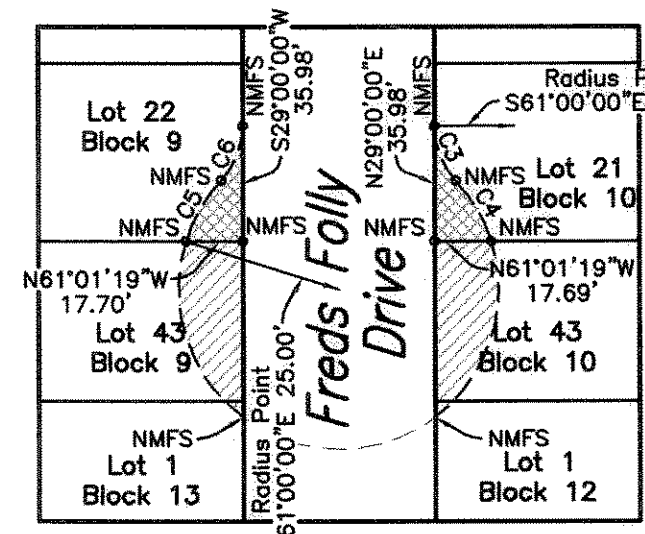 Lot 22
Block 9
NMFS
S29°00'00"W
35.98'
NMFS
N29°00'00"E
35.98'
Radius P
S61°00'00"E
Lot 21
Block 10
C6
C5
NMFS
C3
C4
NMFS
NMFS
NMFS
NMFS
NMFS
N61°01'19"W
17.70'
N61°01'19"W
17.69'
Freds Folly
Drive
Lot 43
Block 9
Lot 43
Block 10
Radius Point
61°00'00"E 25.00'
NMFS
NMFS
Lot 1
Block 13
Lot 1
Block 12